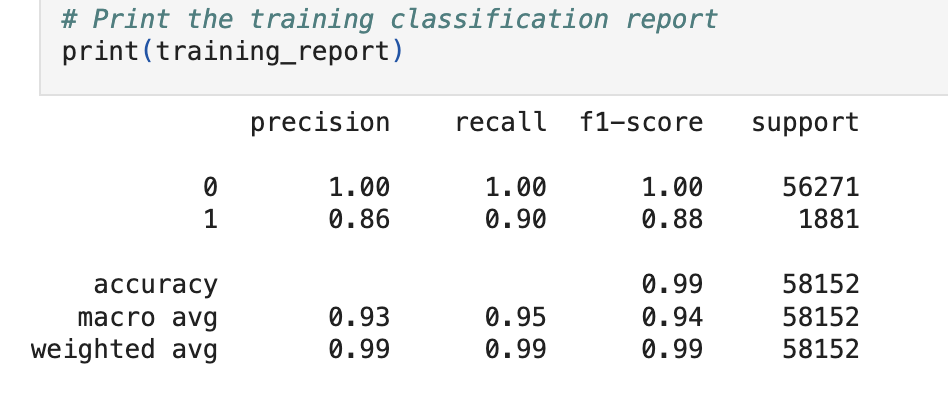 # Print the training classification report
print(training_report)
precision recall f1-score support
0 1.00 1.00 1.00 56271
1 0.86 0.90 0.88 1881
accuracy 0.99 58152
macro avg 0.93 0.95 0.94 58152
weighted avg 0.99 0.99 0.99 58152